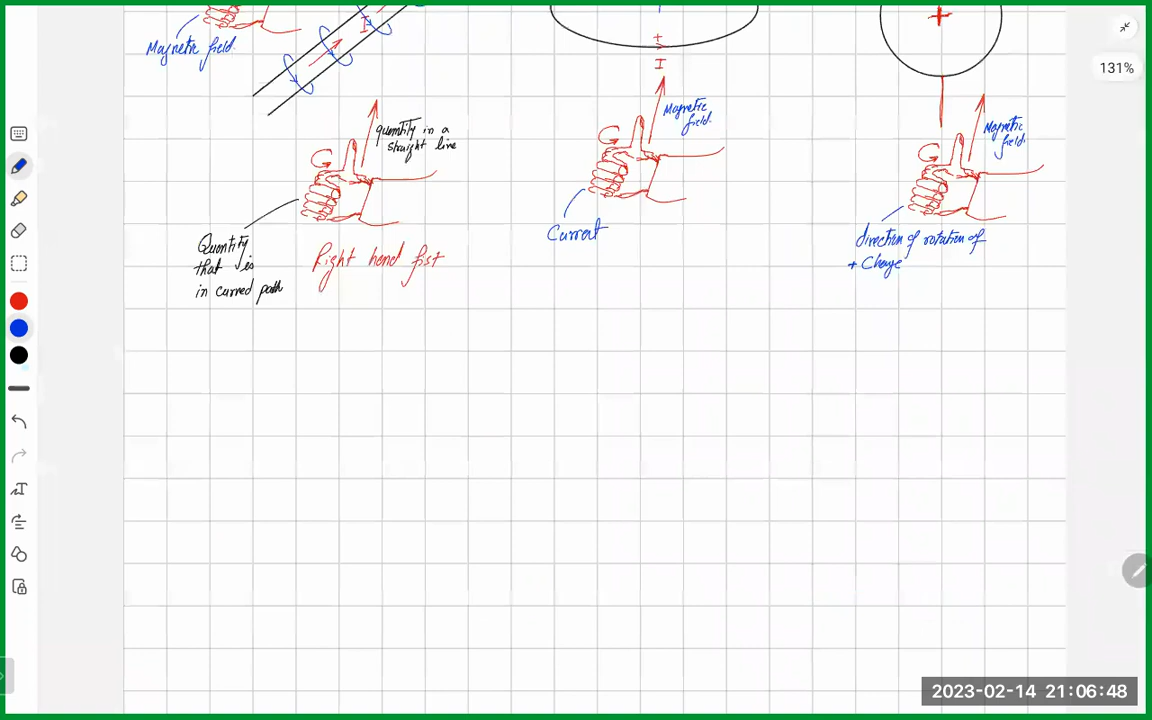 Magnetic field
I
+
I
+
131%
quantity in a
straight line
Magnetic
field.
Magnetic
field.
Quantity
that is
in curved path
Right hand fist
Current
direction of rotation of
+ Charge
2023-02-14 21:06:48